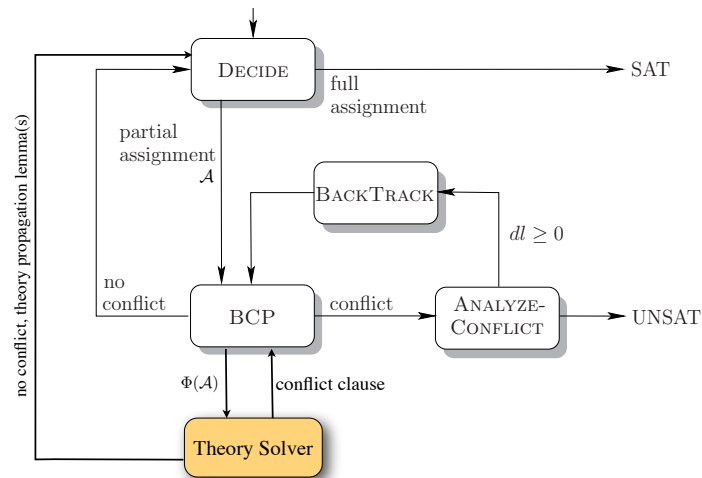 DECIDE
SAT
full
assignment
partial
assignment
𝒜
BACKTRACK
dl ≥ 0
no
conflict
BCP
conflict
ANALYZE-
CONFLICT
UNSAT
Φ(𝒜)
conflict clause
Theory Solver
no conflict, theory propagation lemma(s)